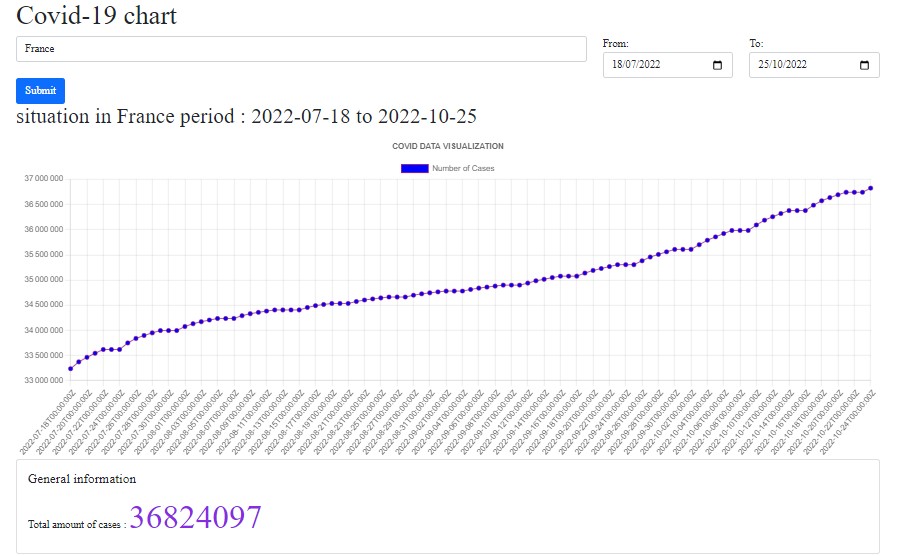 Covid-19 chart
France
From:
18/07/2022
To:
25/10/2022
Submit
situation in France period : 2022-07-18 to 2022-10-25
COVID DATA VISUALIZATION
Number of Cases
37 000 000
36 500 000
36 000 000
35 500 000
35 000 000
34 500 000
34 000 000
33 500 000
33 000 000
2022-07-18T00:00:00Z
2022-07-20T00:00:00Z
2022-07-22T00:00:00Z
2022-07-24T00:00:00Z
2022-07-26T00:00:00Z
2022-07-28T00:00:00Z
2022-07-30T00:00:00Z
2022-08-01T00:00:00Z
2022-08-03T00:00:00Z
2022-08-05T00:00:00Z
2022-08-07T00:00:00Z
2022-08-09T00:00:00Z
2022-08-11T00:00:00Z
2022-08-13T00:00:00Z
2022-08-15T00:00:00Z
2022-08-17T00:00:00Z
2022-08-19T00:00:00Z
2022-08-21T00:00:00Z
2022-08-23T00:00:00Z
2022-08-25T00:00:00Z
2022-08-27T00:00:00Z
2022-08-29T00:00:00Z
2022-08-31T00:00:00Z
2022-09-02T00:00:00Z
2022-09-04T00:00:00Z
2022-09-06T00:00:00Z
2022-09-08T00:00:00Z
2022-09-10T00:00:00Z
2022-09-12T00:00:00Z
2022-09-14T00:00:00Z
2022-09-16T00:00:00Z
2022-09-18T00:00:00Z
2022-09-20T00:00:00Z
2022-09-22T00:00:00Z
2022-09-24T00:00:00Z
2022-09-26T00:00:00Z
2022-09-28T00:00:00Z
2022-09-30T00:00:00Z
2022-10-02T00:00:00Z
2022-10-04T00:00:00Z
2022-10-06T00:00:00Z
2022-10-08T00:00:00Z
2022-10-10T00:00:00Z
2022-10-12T00:00:00Z
2022-10-14T00:00:00Z
2022-10-16T00:00:00Z
2022-10-18T00:00:00Z
2022-10-20T00:00:00Z
2022-10-22T00:00:00Z
2022-10-24T00:00:00Z
General information
Total amount of cases : 36824097